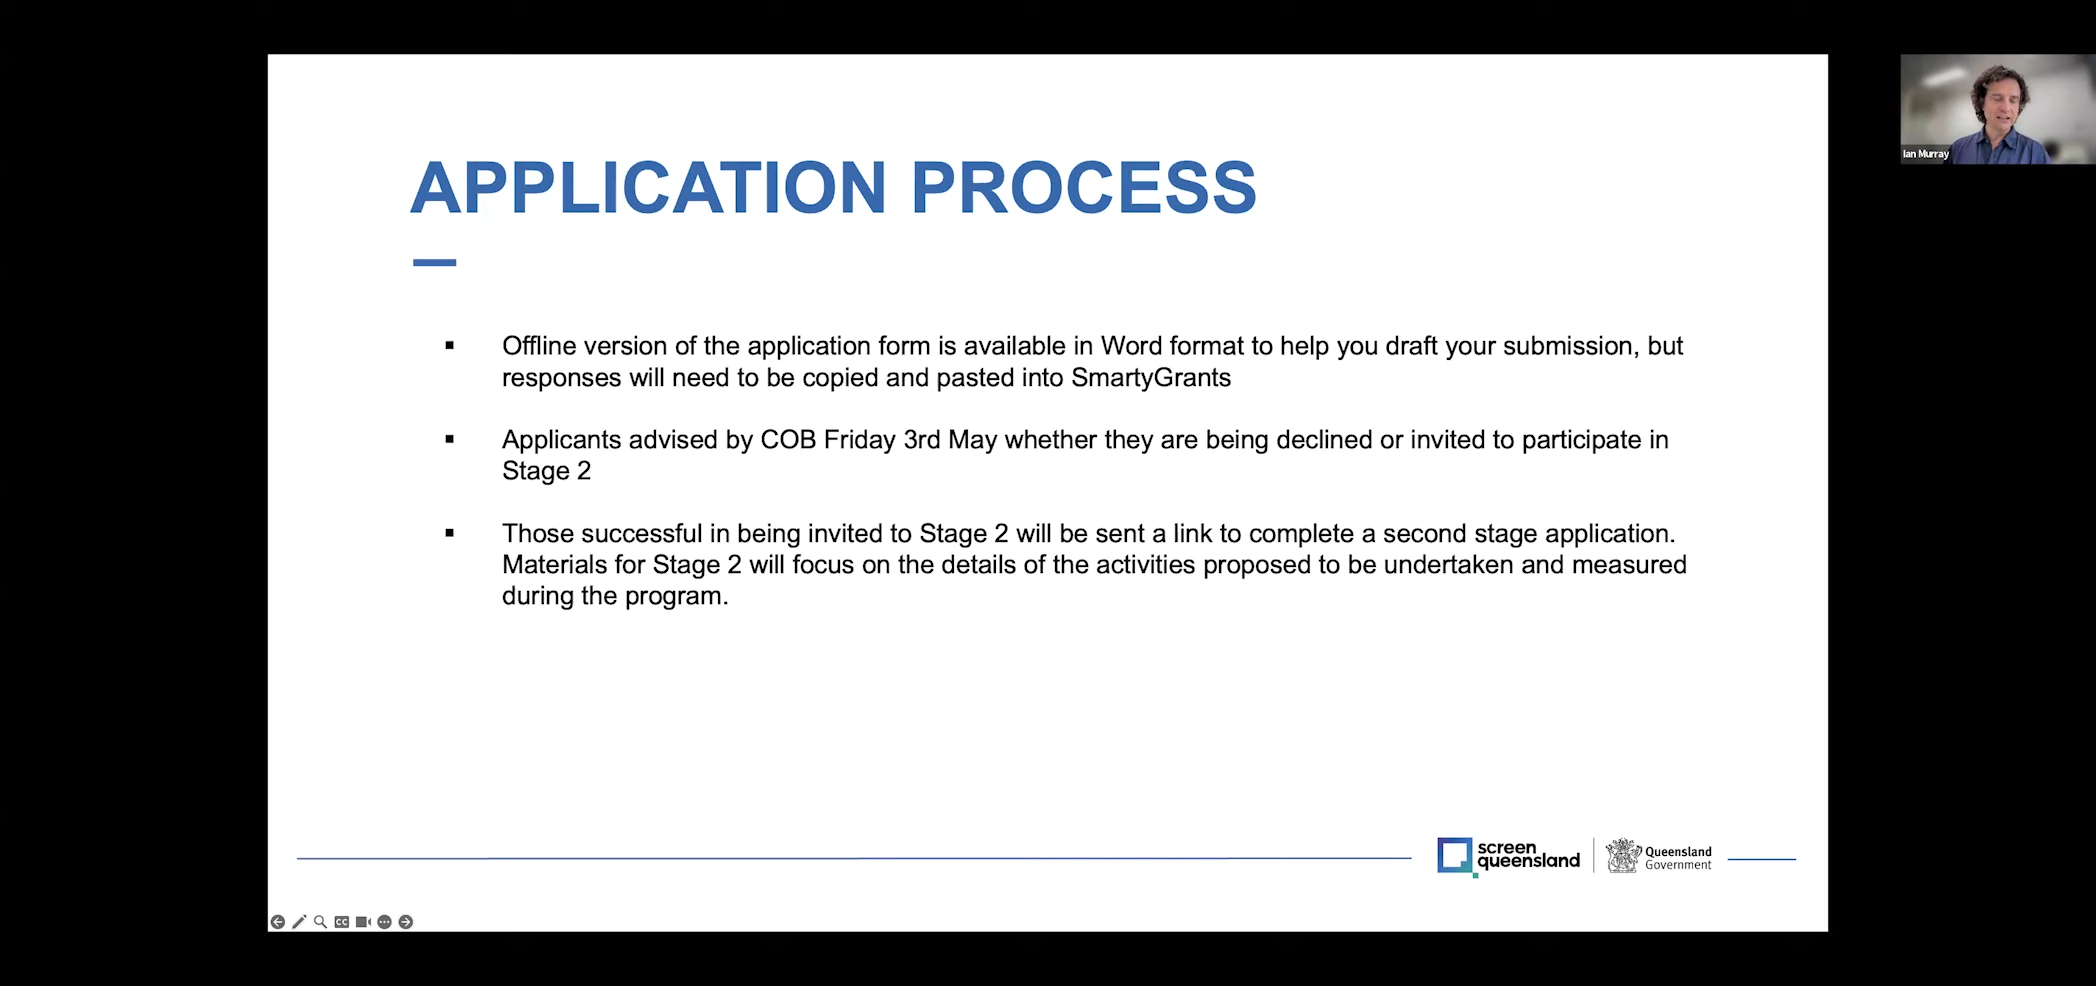 APPLICATION PROCESS
Ian Murray
▪ Offline version of the application form is available in Word format to help you draft your submission, but
responses will need to be copied and pasted into SmartyGrants
▪ Applicants advised by COB Friday 3rd May whether they are being declined or invited to participate in
Stage 2
▪ Those successful in being invited to Stage 2 will be sent a link to complete a second stage application.
Materials for Stage 2 will focus on the details of the activities proposed to be undertaken and measured
during the program.
screen
queensland
Queensland
Government
CC